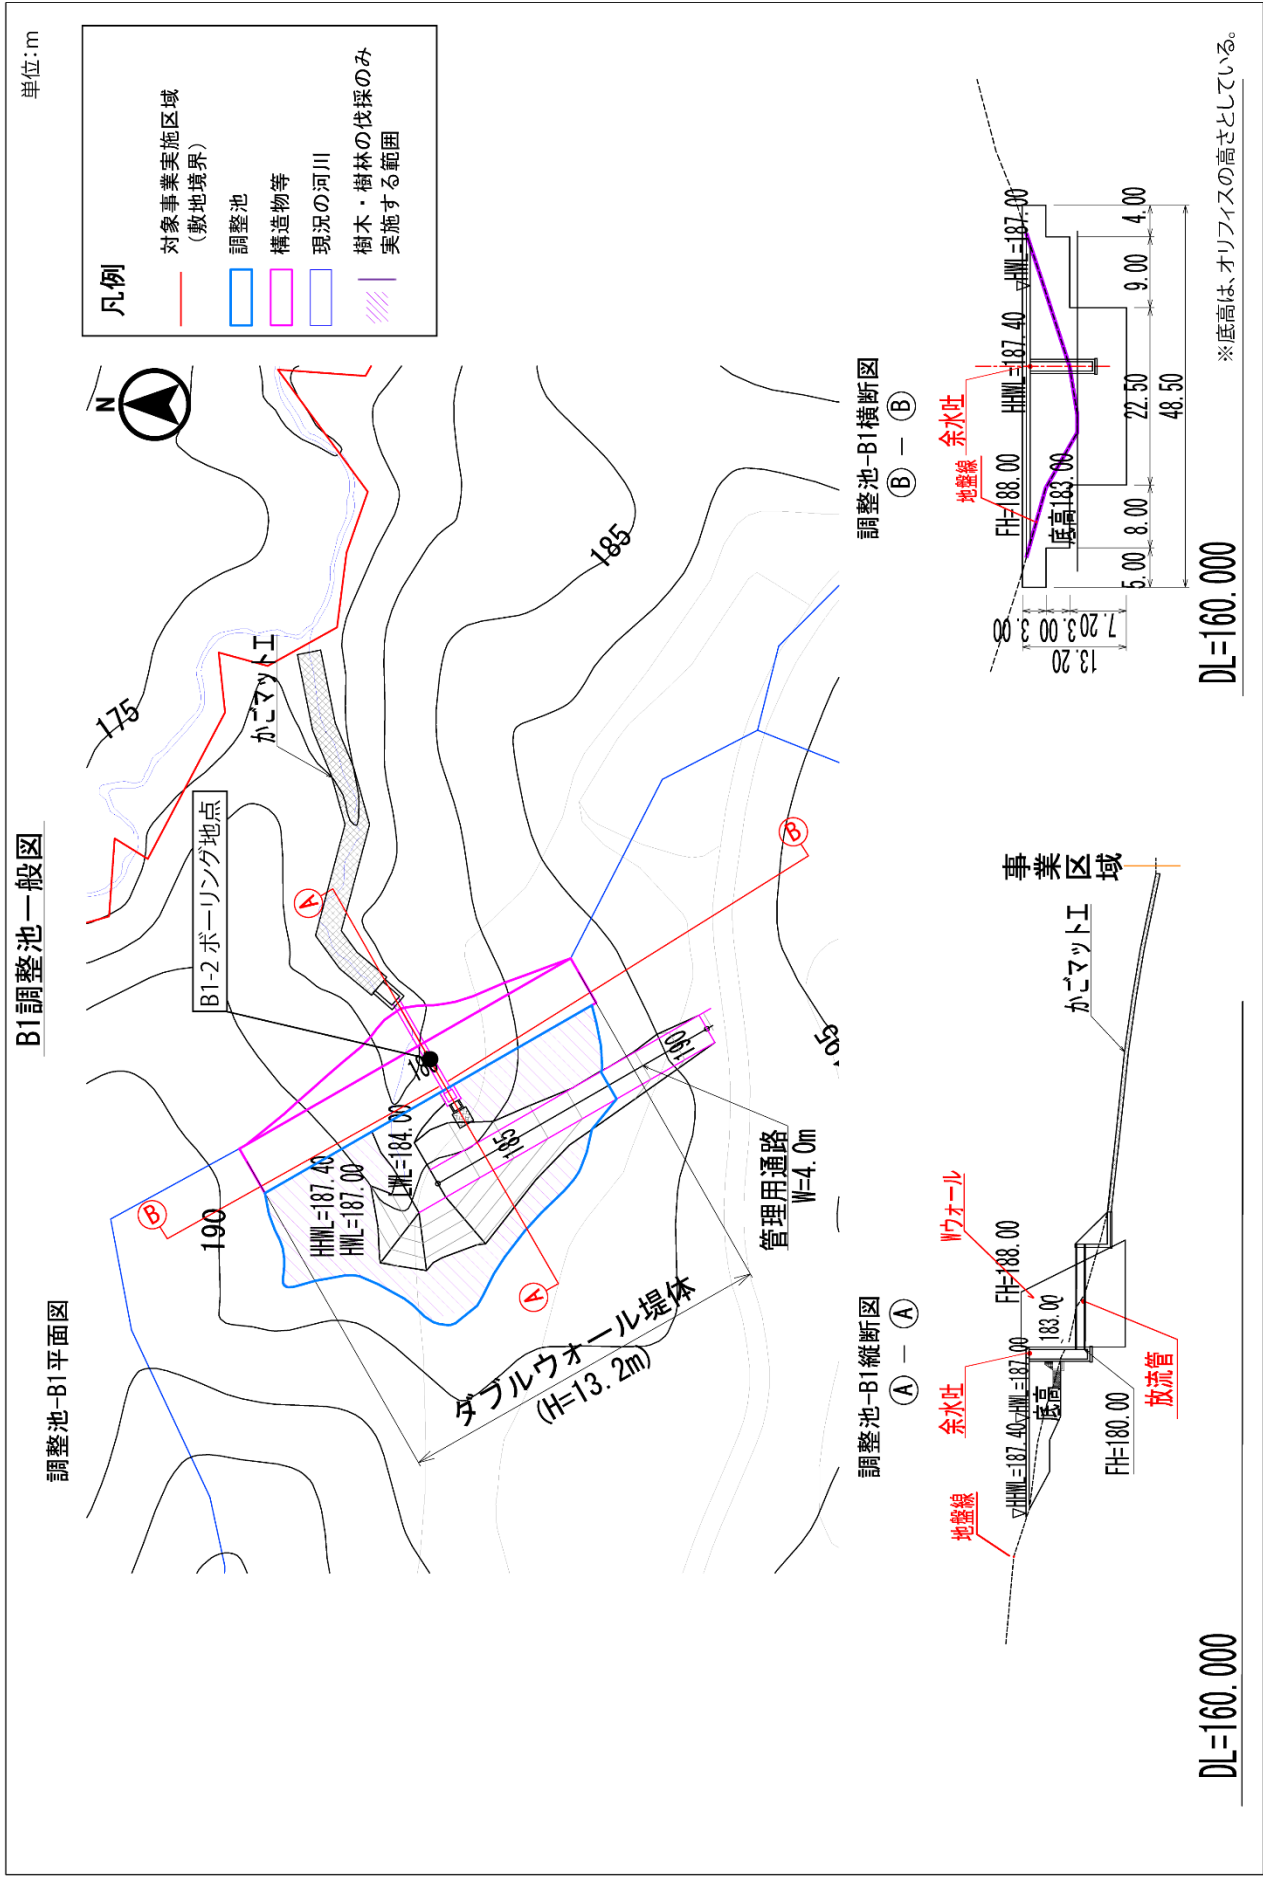 B1調整池一般図
単位:m
調整池-B1平面図
N
凡例
対象事業実施区域
(敷地境界)
調整池
構造物等
現況の河川
樹木・樹林の伐採のみ
実施する範囲
B1-2 ボーリング地点
175
かごマット工
185
190
B
A
HHWL=187.40
HWL=187.00
LWL=184.00
185
190
A
B
ダブルウォール堤体
(H=13.2m)
管理用通路
W=4.0m
調整池-B1縦断図
A － A
地盤線
余水吐
HHWL=187.40
HWL=187.00
底高
183.00
FH=188.00
Wウォール
FH=180.00
放流管
かごマット工
事業区域
DL=160.000
調整池-B1横断図
B － B
地盤線
余水吐
FH=188.00
HHWL=187.40
HWL=187.00
底高183.00
3.00
3.00
7.20
13.20
5.00
8.00
22.50
9.00
4.00
48.50
DL=160.000
※底高は、オリフィスの高さとしている。